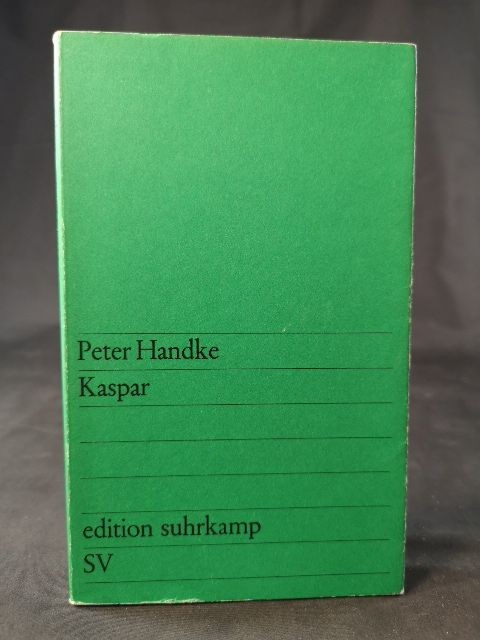 Peter Handke
Kaspar
edition suhrkamp
SV